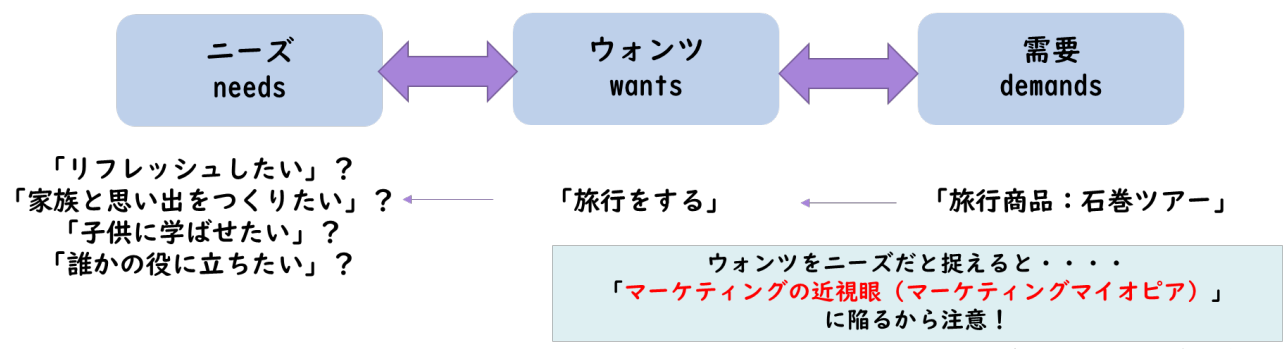 ニーズ
needs
ウォンツ
wants
需要
demands
「リフレッシュしたい」？
「家族と思い出をつくりたい」？
「子供に学ばせたい」？
「誰かの役に立ちたい」？
「旅行をする」
「旅行商品：石巻ツアー」
ウォンツをニーズだと捉えると・・・・
「マーケティングの近視眼（マーケティングマイオピア）」
に陥るから注意！